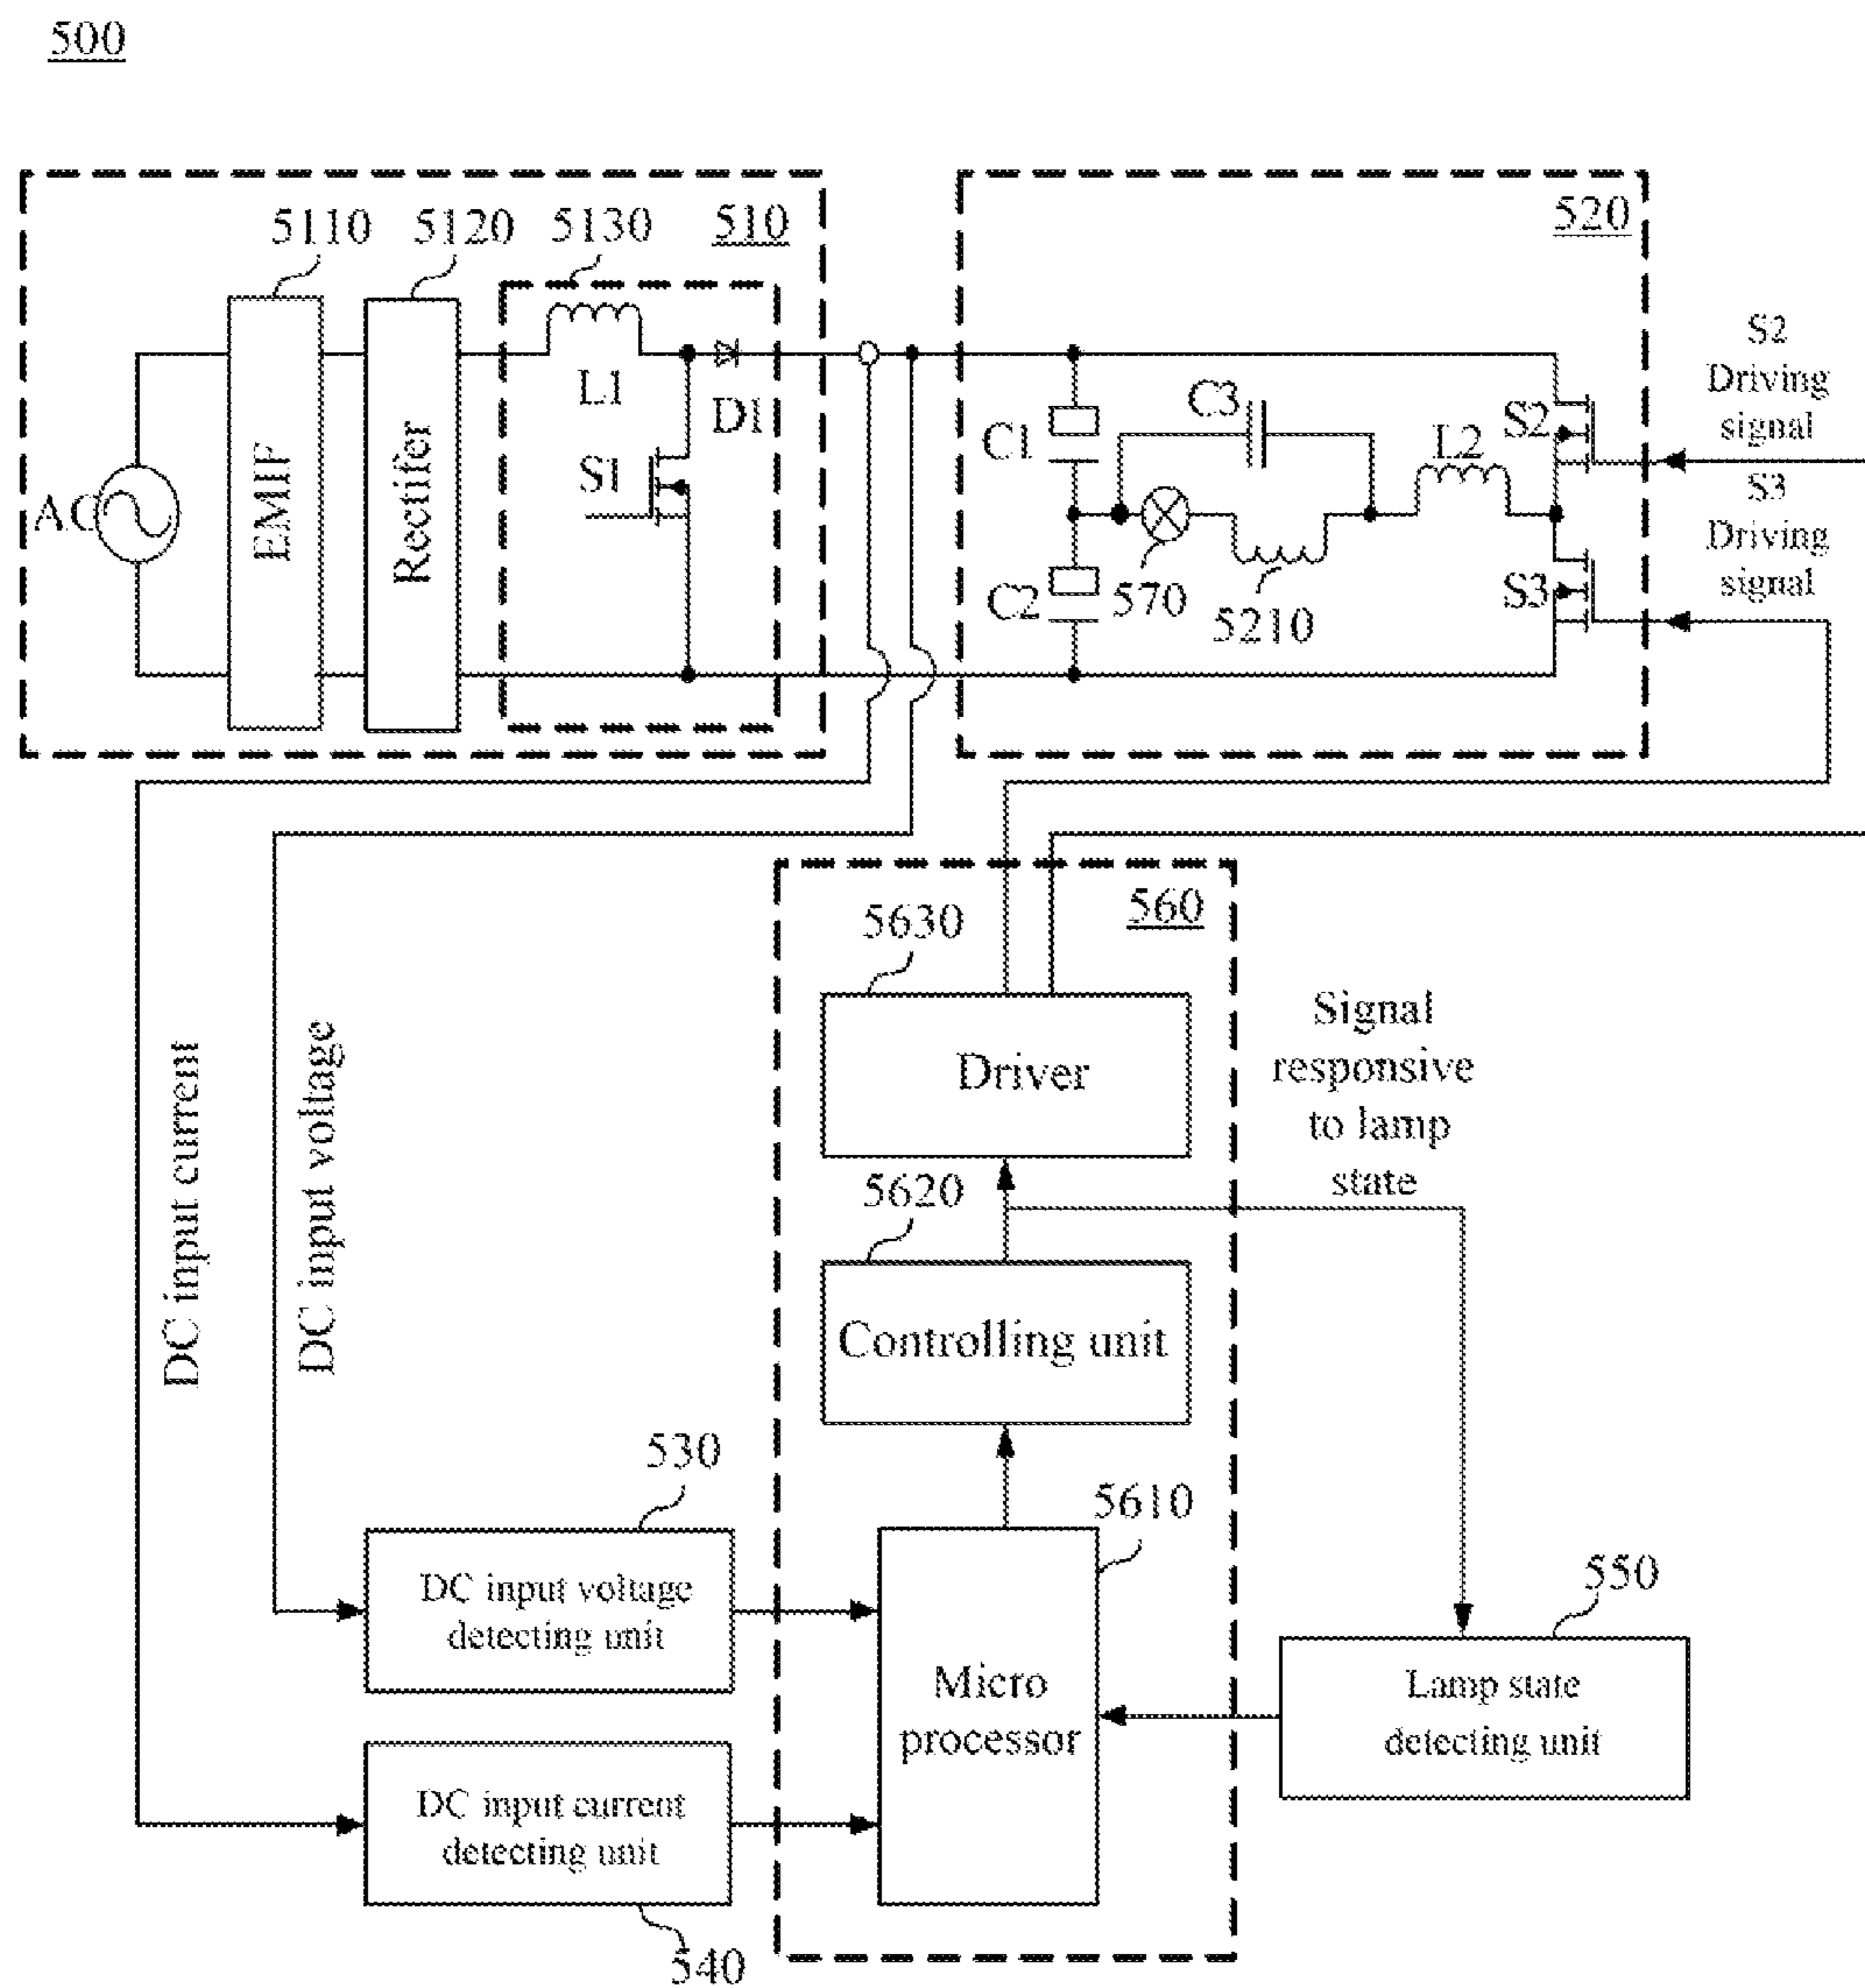 500
5110
5120
5130
510
520
AC
EMIF
Rectifer
L1
D1
S1
C1
C2
C3
570
5210
L2
S2
S3
S2
Driving
signal
S3
Driving
signal
DC input current
DC input voltage
560
5630
Driver
Signal
responsive
to lamp
state
5620
Controlling unit
530
DC input voltage
detecting unit
5610
Micro
processor
550
Lamp state
detecting unit
DC input current
detecting unit
540